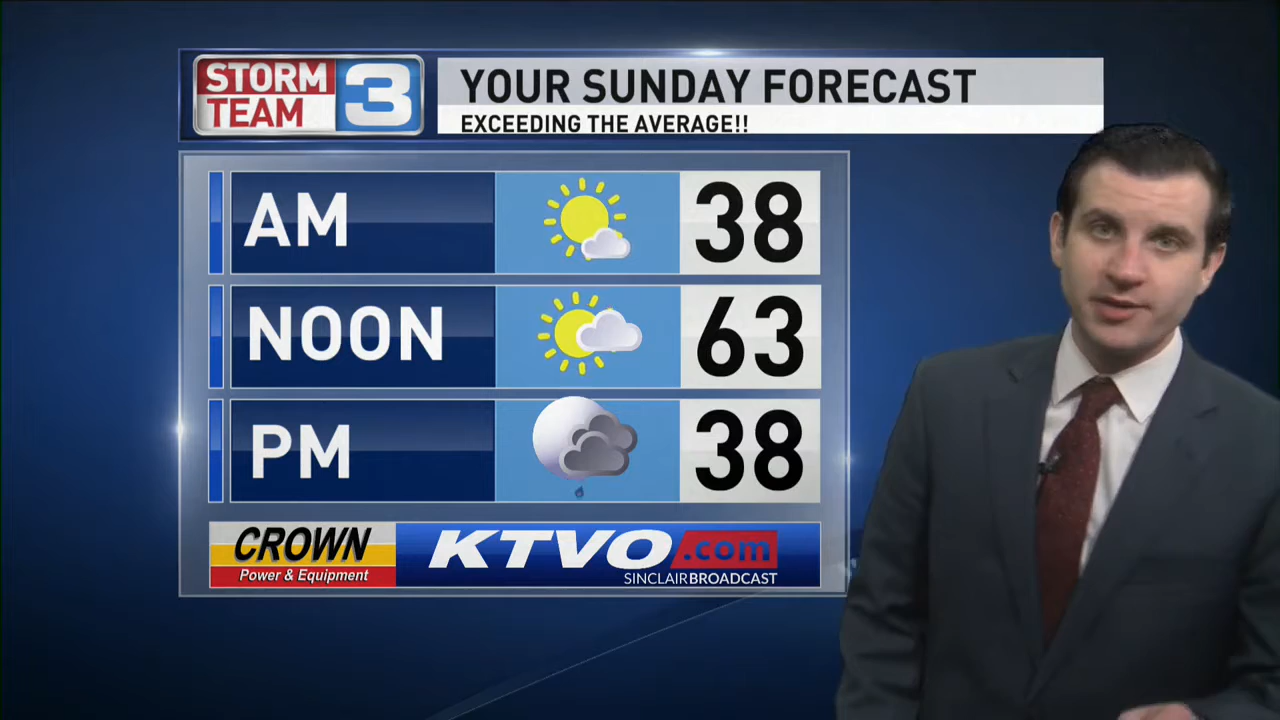 STORM
TEAM
3
YOUR SUNDAY FORECAST
EXCEEDING THE AVERAGE!!
AM
38
NOON
63
PM
38
CROWN
Power & Equipment
KTVO.com
SINCLAIRBROADCAST